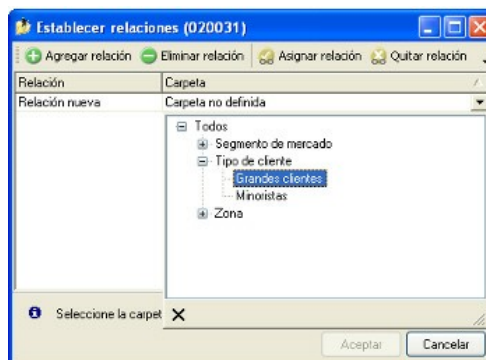 Establecer relaciones (020031)
Agregar relación Eliminar relación Asignar relación Quitar relación
Relación Carpeta
Relación nueva Carpeta no definida
Todos
Segmento de mercado
Tipo de cliente
Grandes clientes
Minoristas
Zona
Seleccione la carpet
Aceptar Cancelar